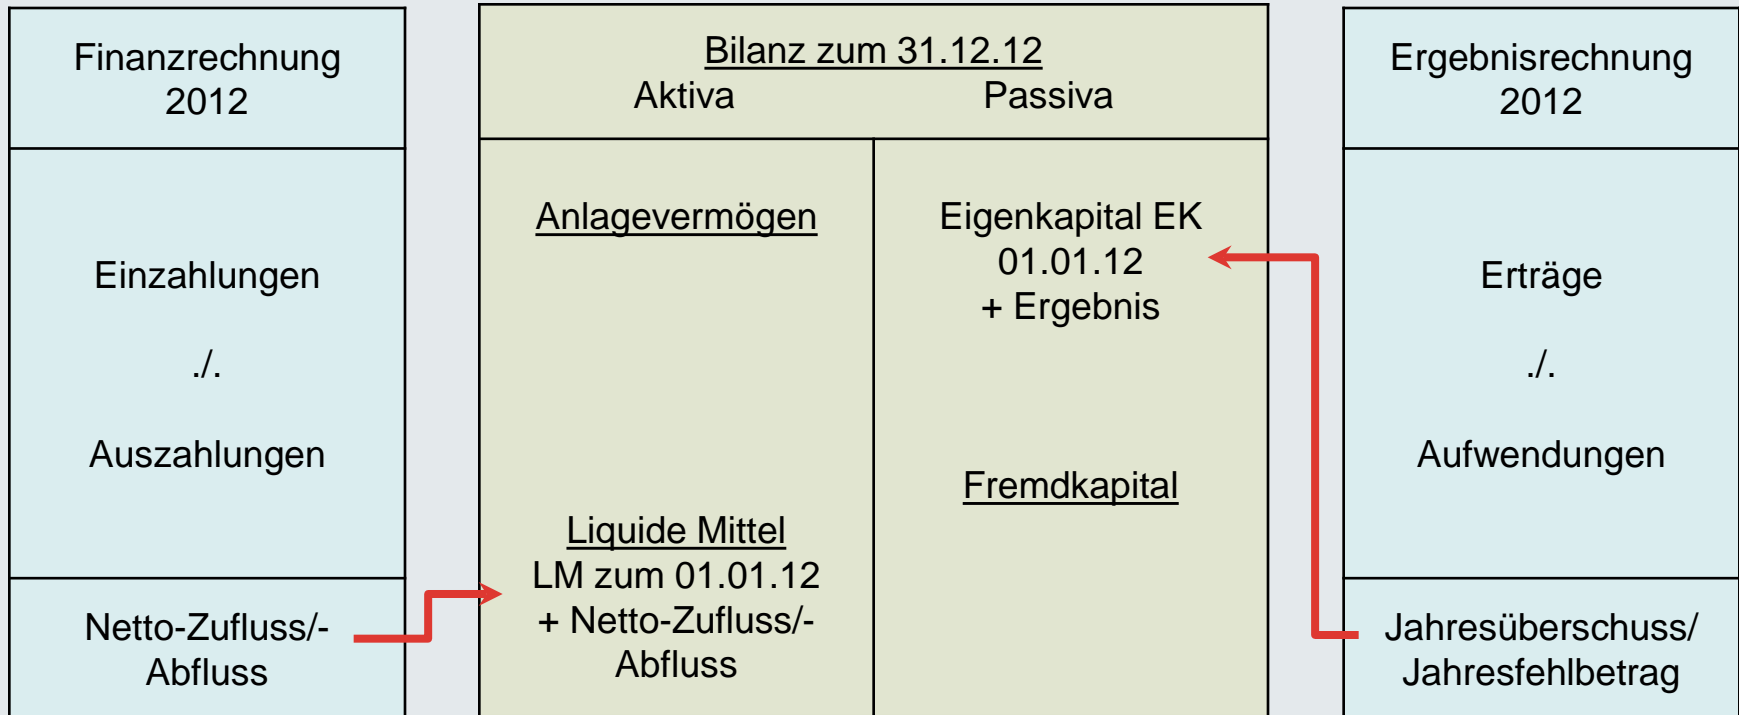 Finanzrechnung
2012
Einzahlungen
./.
Auszahlungen
Netto-Zufluss/-
Abfluss
Bilanz zum 31.12.12
Aktiva Passiva
Anlagevermögen
Liquide Mittel
LM zum 01.01.12
+ Netto-Zufluss/-
Abfluss
Eigenkapital EK
01.01.12
+ Ergebnis
Fremdkapital
Ergebnisrechnung
2012
Erträge
./.
Aufwendungen
Jahresüberschuss/
Jahresfehlbetrag